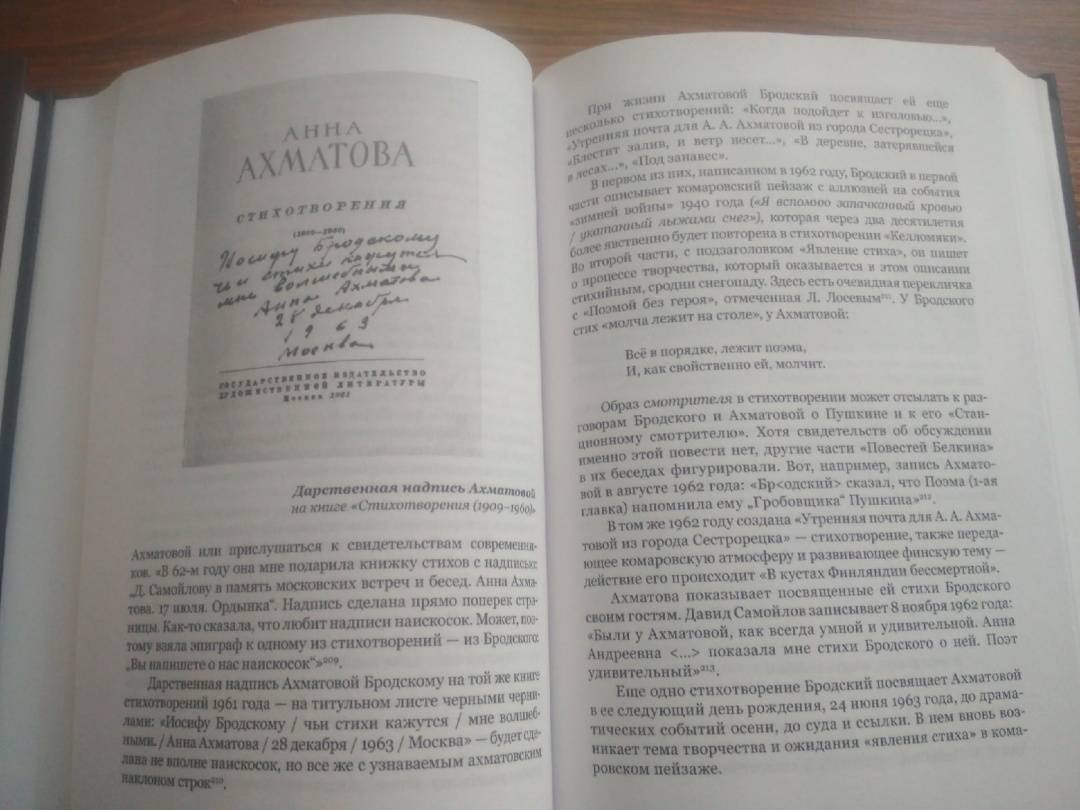 АННА
АХМАТОВА
СТИХОТВОРЕНИЯ
(1909—1960)
Иосифу Бродскому
чьи стихи кажутся
мне волшебными
Анна Ахматова
28 декабря
1963
Москва
ГОСУДАРСТВЕННОЕ ИЗДАТЕЛЬСТВО
ХУДОЖЕСТВЕННОЙ ЛИТЕРАТУРЫ
Москва 1961
Дарственная надпись Ахматовой
на книге «Стихотворения (1909–1960)»
Ахматовой или прислушаться к свидетельствам современни-
ков. «В 62-м году она мне подарила книжку стихов с надписью:
„Д. Самойлову в память московских встреч и бесед. Анна Ахма-
това. 17 июля. Ордынка“. Надпись сделана прямо поперек стра-
ницы. Как-то сказала, что любит надписи наискосок. Может, поэ-
тому взяла эпиграф к одному из стихотворений — из Бродского:
„Вы напишете о нас наискосок“»²⁰⁹.
Дарственная надпись Ахматовой Бродскому на той же книге
стихотворений 1961 года — на титульном листе черными черни-
лами: «Иосифу Бродскому / чьи стихи кажутся / мне волшеб-
ными. / Анна Ахматова / 28 декабря / 1963 / Москва» — будет сде-
лана не вполне наискосок, но все же с узнаваемым ахматовским
наклоном строк²¹⁰.
При жизни Ахматовой Бродский посвящает ей еще
несколько стихотворений: «Когда подойдет к изголовью...»,
«Утренняя почта для А. А. Ахматовой из города Сестрорецка»,
«Блестит залив, и ветр несет...», «В деревне, затерявшейся
в лесах...», «Под занавес».
В первом из них, написанном в 1962 году, Бродский в первой
части описывает комаровский пейзаж с аллюзией на события
«зимней войны» 1940 года («Я вспомню запачканный кровью
/ укатанный лыжами снег»), которая через два десятилетия
более явственно будет повторена в стихотворении «Келломяки».
Во второй части, с подзаголовком «Явление стиха», он пишет
о процессе творчества, который оказывается в этом описании
стихийным, сродни снегопаду. Здесь есть очевидная перекличка
с «Поэмой без героя», отмеченная Л. Лосевым²¹¹. У Бродского
стих «молча лежит на столе», у Ахматовой:
Всё в порядке, лежит поэма,
И, как свойственно ей, молчит.
Образ смотрителя в стихотворении может отсылать к раз-
говорам Бродского и Ахматовой о Пушкине и к его «Стан-
ционному смотрителю». Хотя свидетельств об обсуждении
именно этой повести нет, другие части «Повестей Белкина»
в их беседах фигурировали. Вот, например, запись Ахмато-
вой в августе 1962 года: «Бр<одский> сказал, что Поэма (1-ая
главка) напомнила ему „Гробовщика“ Пушкина»²¹².
В том же 1962 году создана «Утренняя почта для А. А. Ахма-
товой из города Сестрорецка» — стихотворение, также переда-
ющее комаровскую атмосферу и развивающее финскую тему —
действие его происходит «В кустах Финляндии бессмертной».
Ахматова показывает посвященные ей стихи Бродского
своим гостям. Давид Самойлов записывает 8 ноября 1962 года:
«Были у Ахматовой, как всегда умной и удивительной. Анна
Андреевна <...> показала мне стихи Бродского о ней. Поэт
удивительный»²¹³.
Еще одно стихотворение Бродский посвящает Ахматовой
в ее следующий день рождения, 24 июня 1963 года, до драма-
тических событий осени, до суда и ссылки. В нем вновь воз-
никает тема творчества и ожидания «явления стиха» в кома-
ровском пейзаже.